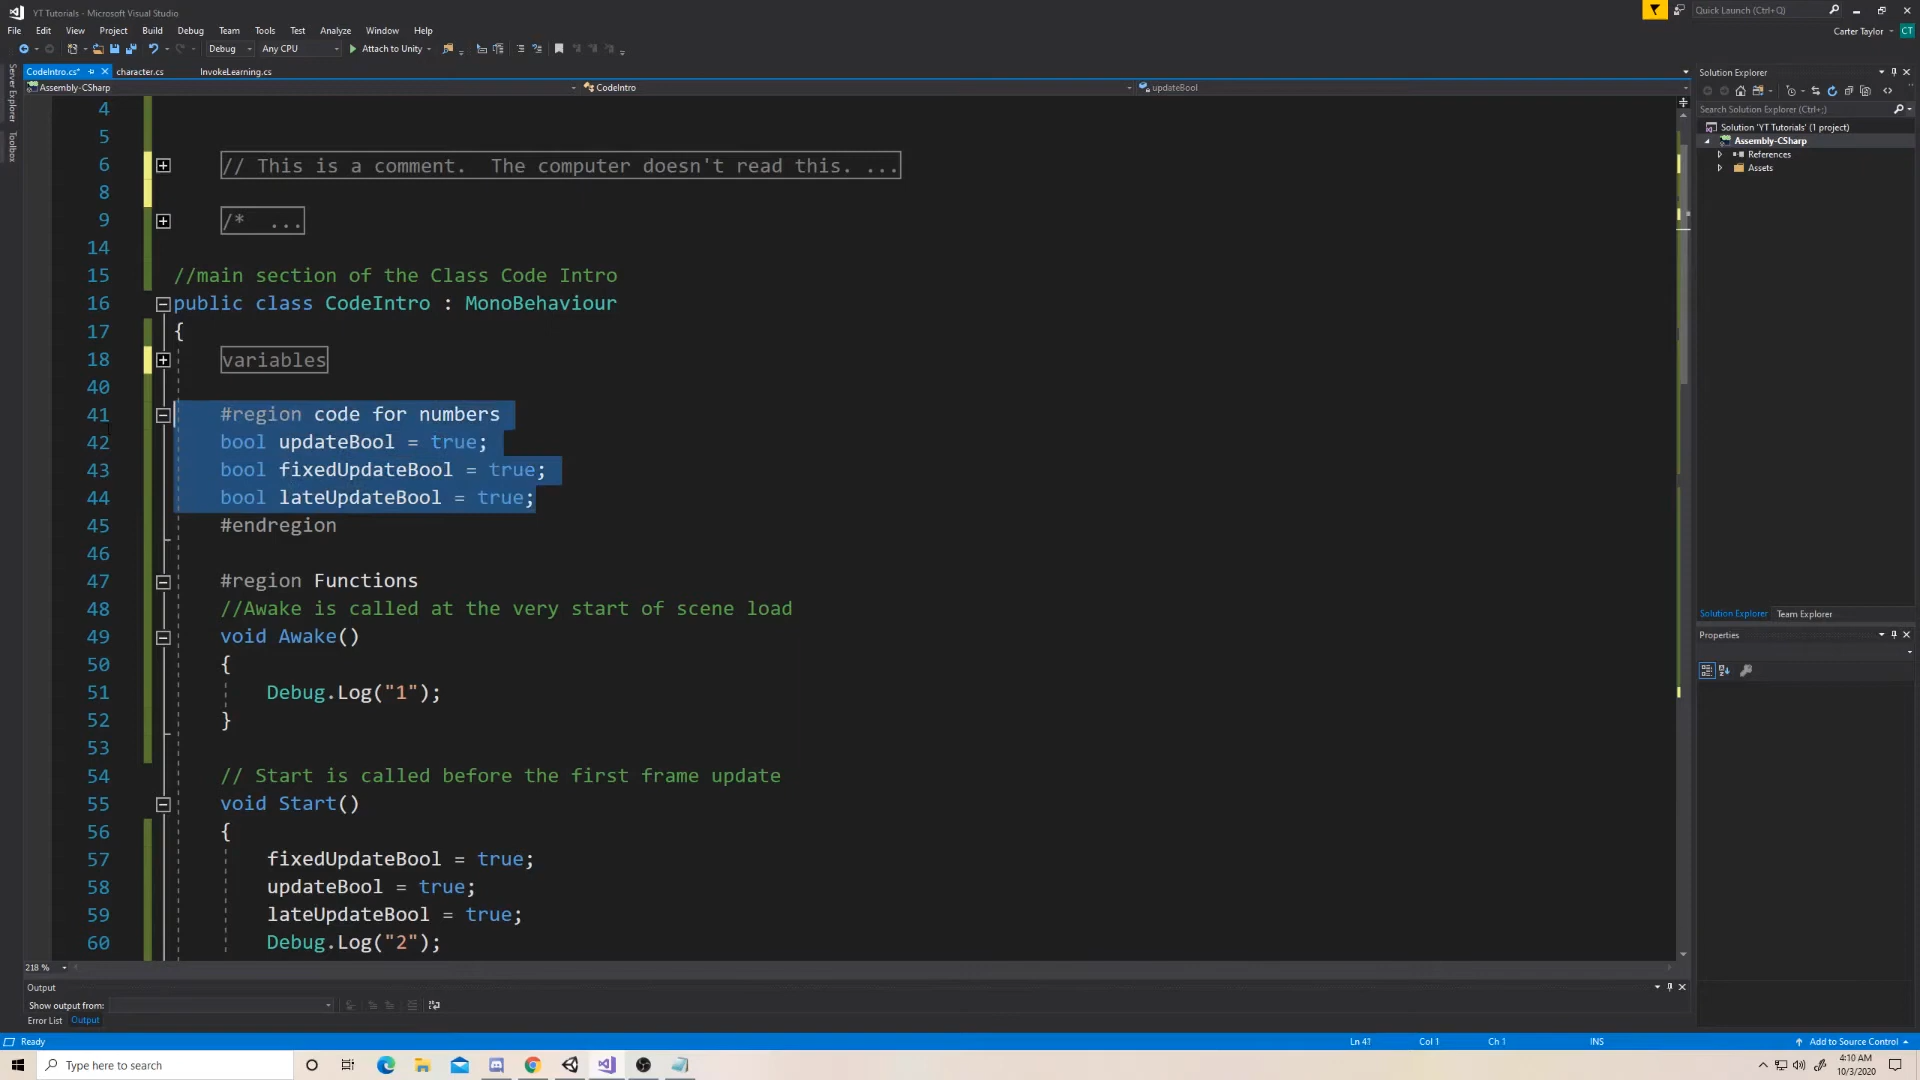 YT Tutorials - Microsoft Visual Studio
Quick Launch (Ctrl+Q)
File Edit View Project Build Debug Team Tools Test Analyze Window Help
Carter Taylor CT
Debug Any CPU Attach to Unity
CodeIntro.cs* character.cs InvokeLearning.cs
Assembly-CSharp CodeIntro updateBool
Server Explorer
Toolbox
4
5
6 // This is a comment.  The computer doesn't read this. ...
8
9 /*  ...
14
15 //main section of the Class Code Intro
16 public class CodeIntro : MonoBehaviour
17 {
18 variables
40
41 #region code for numbers
42 bool updateBool = true;
43 bool fixedUpdateBool = true;
44 bool lateUpdateBool = true;
45 #endregion
46
47 #region Functions
48 //Awake is called at the very start of scene load
49 void Awake()
50 {
51 Debug.Log("1");
52 }
53
54 // Start is called before the first frame update
55 void Start()
56 {
57 fixedUpdateBool = true;
58 updateBool = true;
59 lateUpdateBool = true;
60 Debug.Log("2");
218 %
Solution Explorer
Search Solution Explorer (Ctrl+;)
Solution 'YT Tutorials' (1 project)
Assembly-CSharp
References
Assets
Solution Explorer Team Explorer
Properties
Output
Show output from:
Error List Output
Ready Ln 41 Col 1 Ch 1 INS Add to Source Control
Type here to search
4:10 AM
10/3/2020